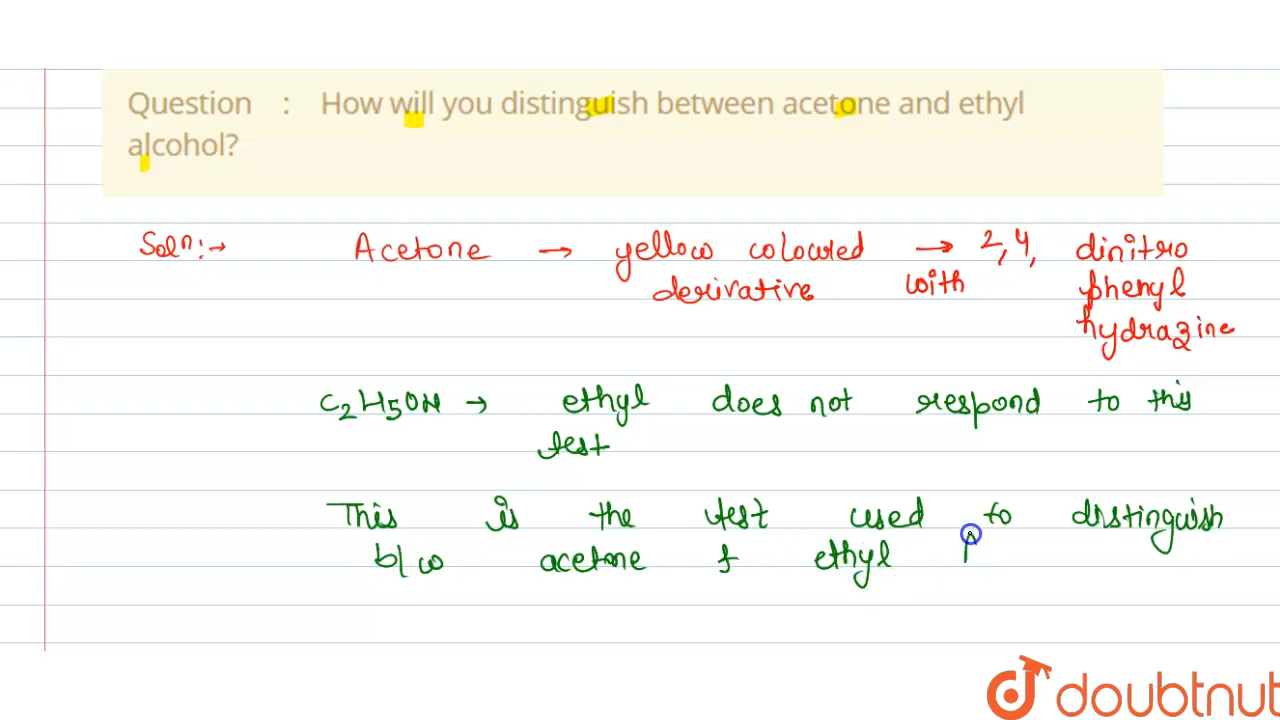 Question : How will you distinguish between acetone and ethyl
alcohol?
Soln:→ Acetone → yellow coloured → 2,4, dinitro
derivative with phenyl
hydrazine
C2H5OH → ethyl does not respond to this
test
This is the test used to distinguish
b/w acetone & ethyl
doubtnut